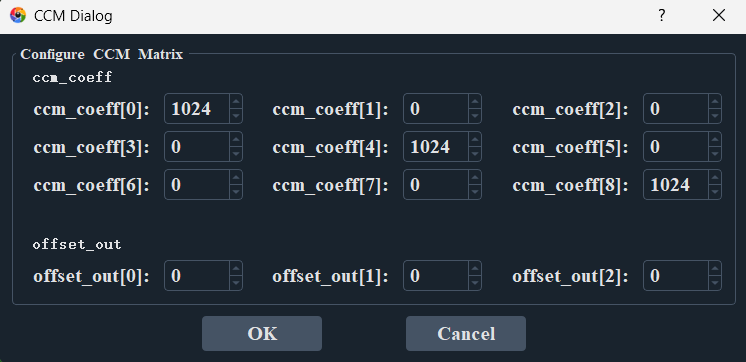 CCM Dialog ?
Configure CCM Matrix
ccm_coeff
ccm_coeff[0]: 1024 ccm_coeff[1]: 0 ccm_coeff[2]: 0
ccm_coeff[3]: 0 ccm_coeff[4]: 1024 ccm_coeff[5]: 0
ccm_coeff[6]: 0 ccm_coeff[7]: 0 ccm_coeff[8]: 1024
offset_out
offset_out[0]: 0 offset_out[1]: 0 offset_out[2]: 0
OK Cancel